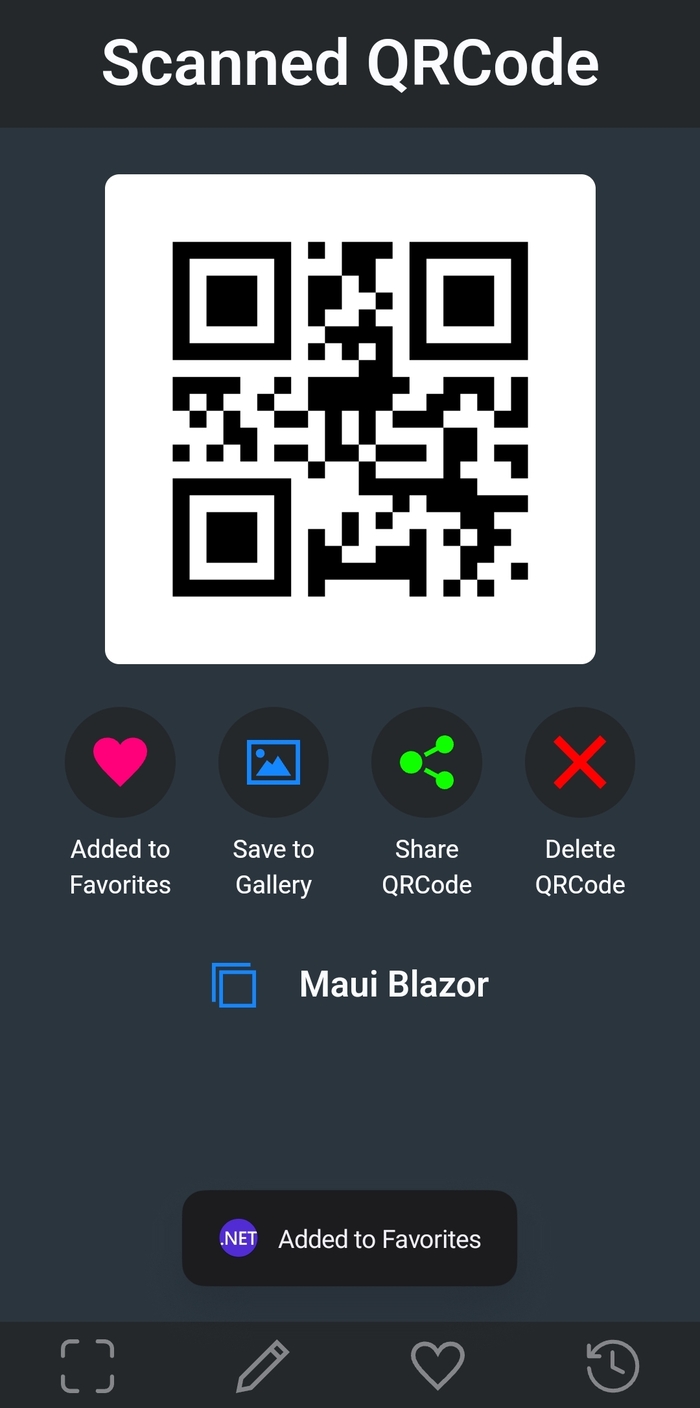 Scanned QRCode
Added to
Favorites
Save to
Gallery
Share
QRCode
Delete
QRCode
Maui Blazor
.NET Added to Favorites